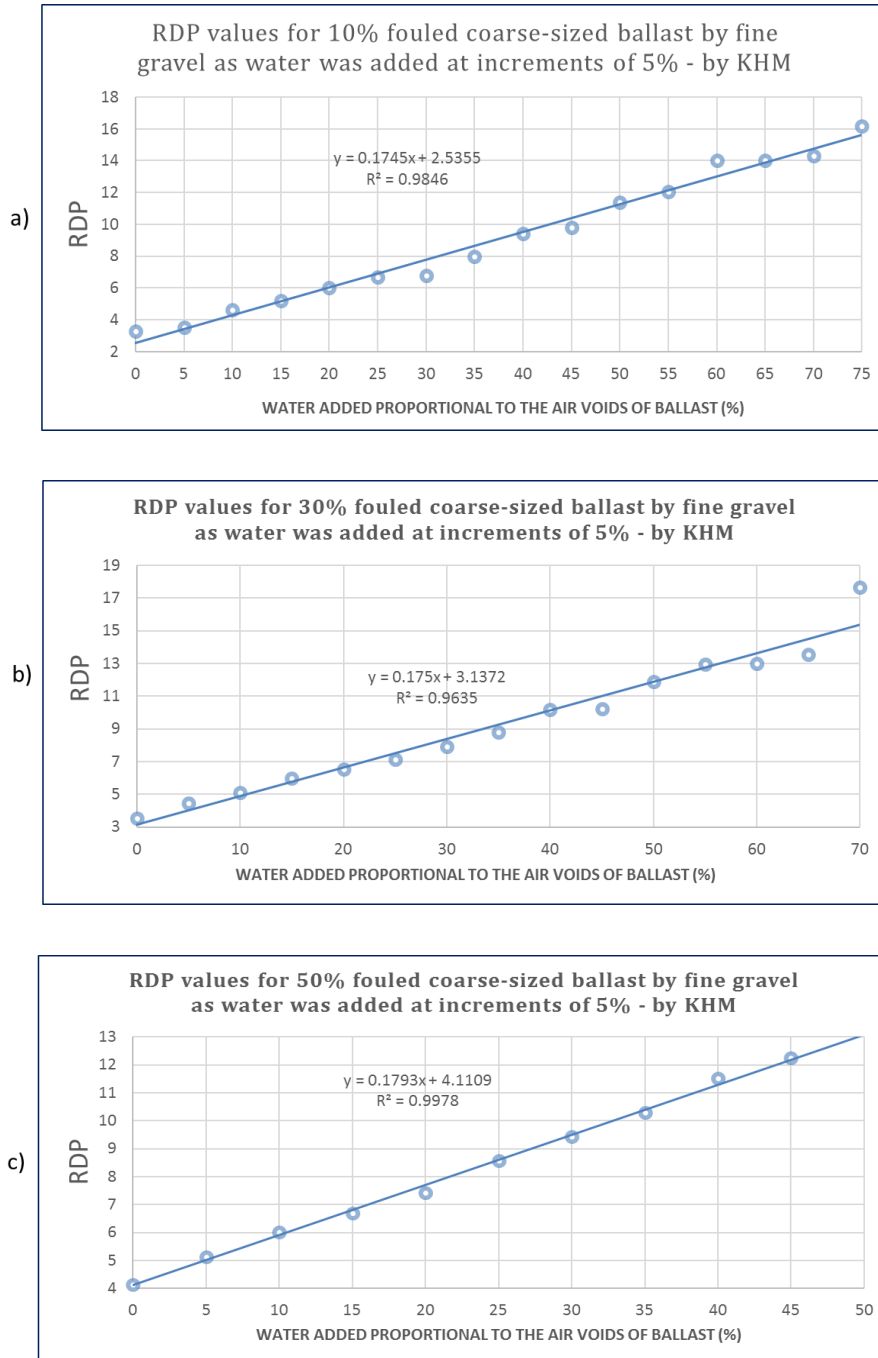 RDP values for 10% fouled coarse-sized ballast by fine
gravel as water was added at increments of 5% - by KHM
18
16
14
12
10
8
6
4
2
y = 0.1745x + 2.5355
R² = 0.9846
a)
RDP
0 5 10 15 20 25 30 35 40 45 50 55 60 65 70 75
WATER ADDED PROPORTIONAL TO THE AIR VOIDS OF BALLAST (%)
RDP values for 30% fouled coarse-sized ballast by fine gravel
as water was added at increments of 5% - by KHM
19
17
15
13
11
9
7
5
3
y = 0.175x + 3.1372
R² = 0.9635
b)
RDP
0 10 20 30 40 50 60 70
WATER ADDED PROPORTIONAL TO THE AIR VOIDS OF BALLAST (%)
RDP values for 50% fouled coarse-sized ballast by fine gravel
as water was added at increments of 5% - by KHM
13
12
11
10
9
8
7
6
5
4
y = 0.1793x + 4.1109
R² = 0.9978
c)
RDP
0 5 10 15 20 25 30 35 40 45 50
WATER ADDED PROPORTIONAL TO THE AIR VOIDS OF BALLAST (%)